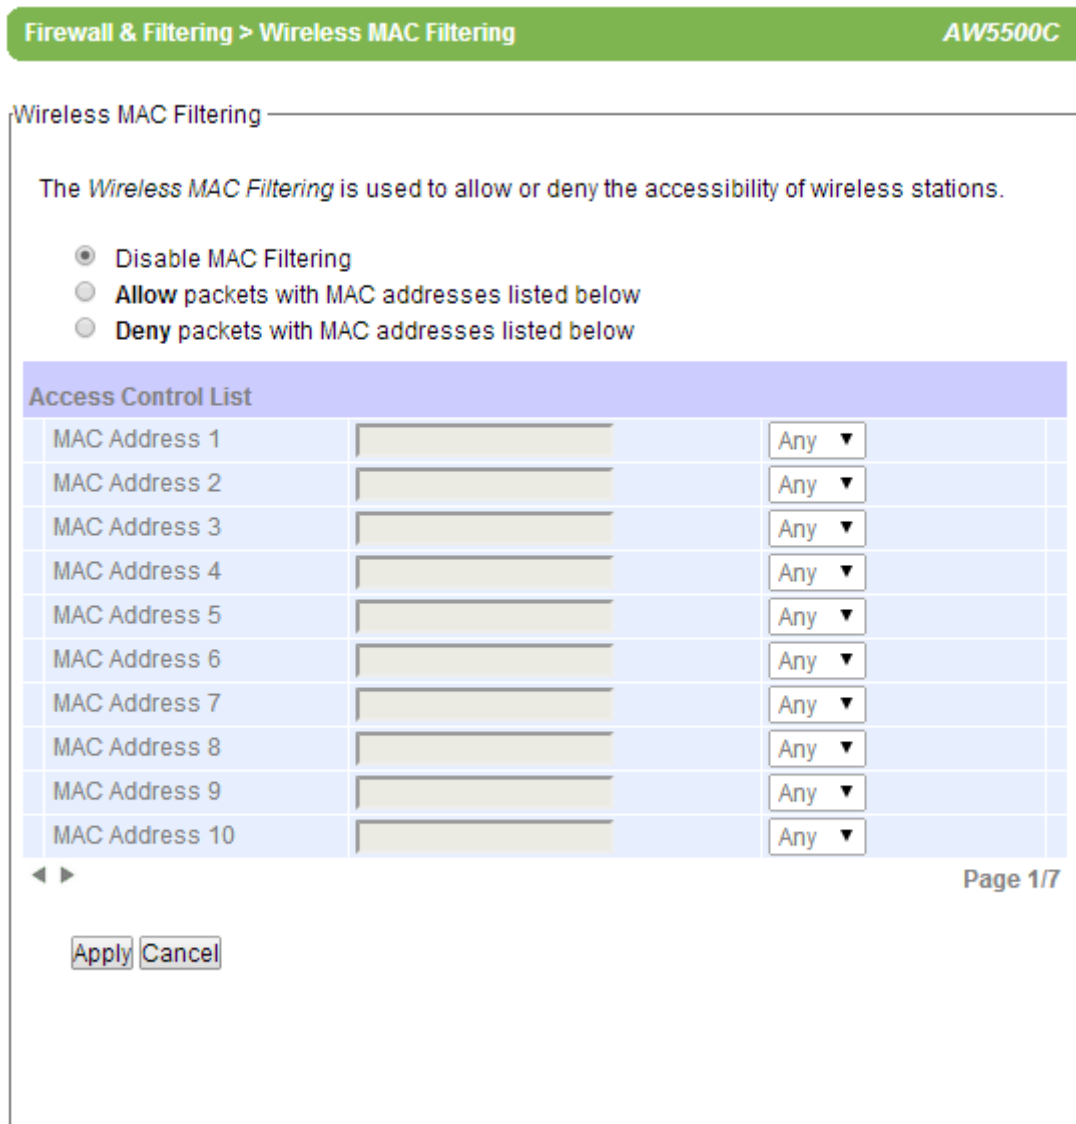 Firewall & Filtering > Wireless MAC Filtering AW5500C
Wireless MAC Filtering
The Wireless MAC Filtering is used to allow or deny the accessibility of wireless stations.
Disable MAC Filtering
Allow packets with MAC addresses listed below
Deny packets with MAC addresses listed below
Access Control List
MAC Address 1 Any
MAC Address 2 Any
MAC Address 3 Any
MAC Address 4 Any
MAC Address 5 Any
MAC Address 6 Any
MAC Address 7 Any
MAC Address 8 Any
MAC Address 9 Any
MAC Address 10 Any
Page 1/7
Apply Cancel